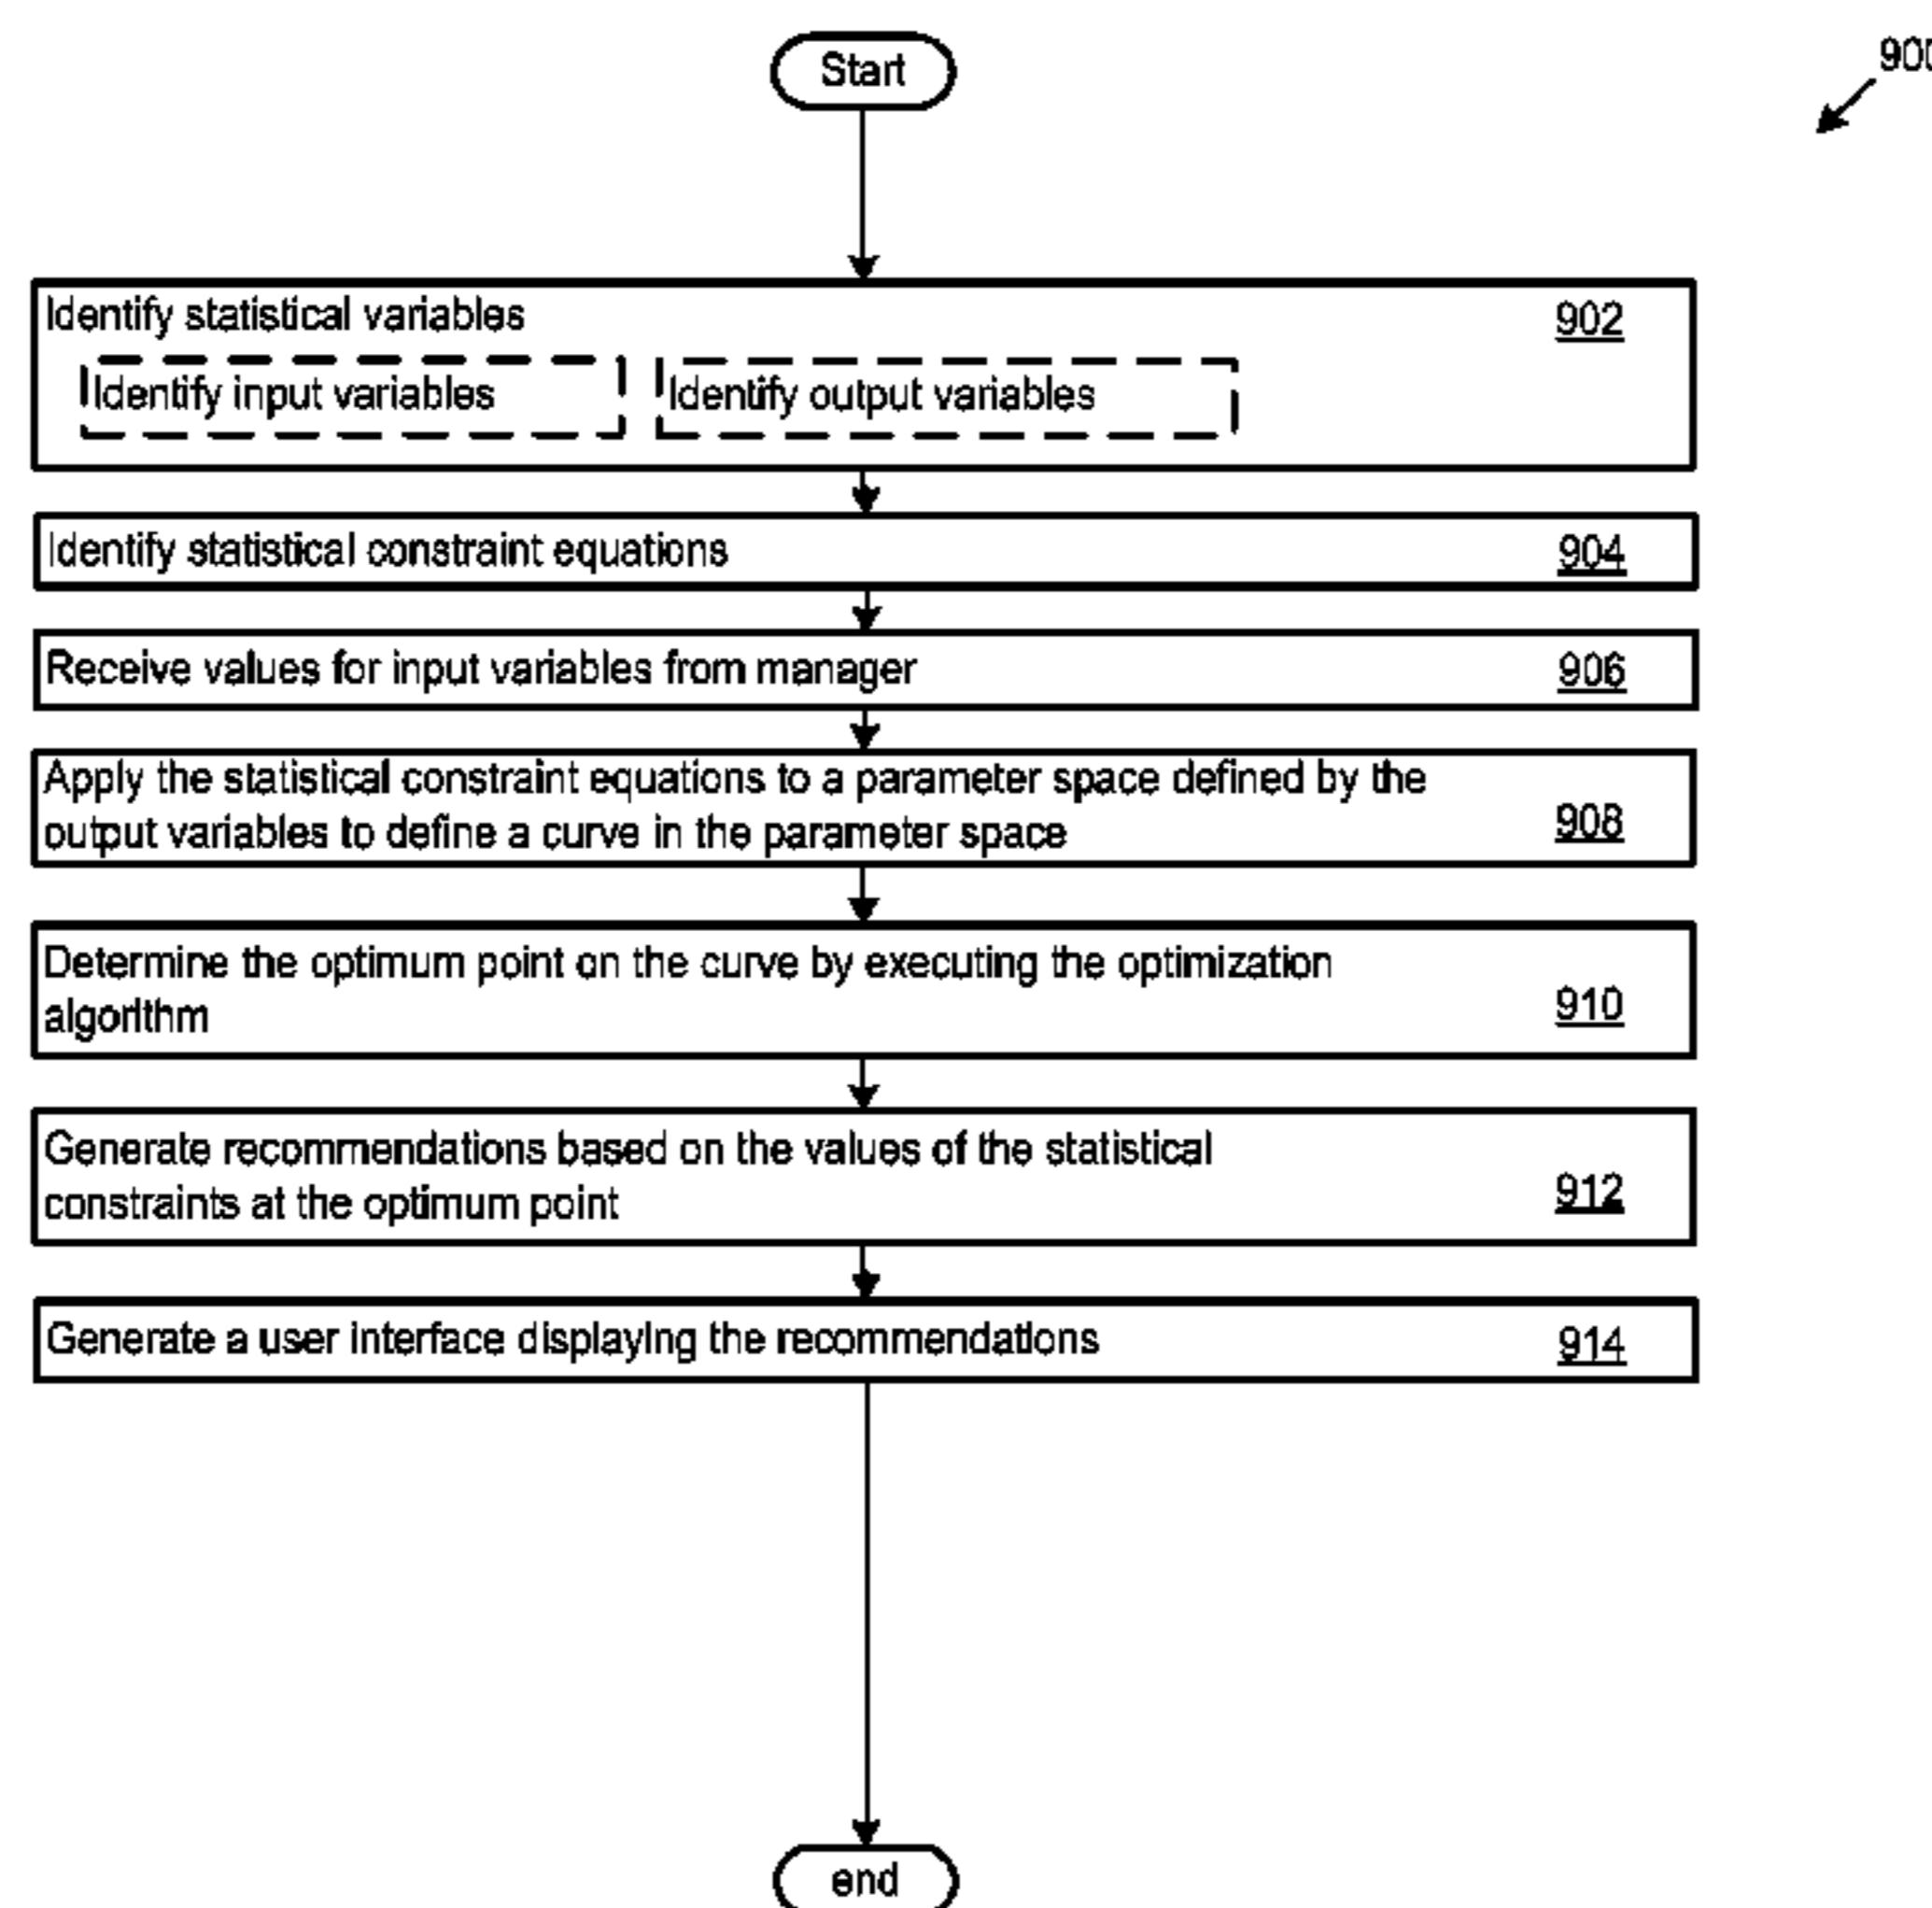 Start
900
Identify statistical variables
902
Identify input variables
Identify output variables
Identify statistical constraint equations
904
Receive values for input variables from manager
906
Apply the statistical constraint equations to a parameter space defined by the
output variables to define a curve in the parameter space
908
Determine the optimum point on the curve by executing the optimization
algorithm
910
Generate recommendations based on the values of the statistical
constraints at the optimum point
912
Generate a user interface displaying the recommendations
914
end